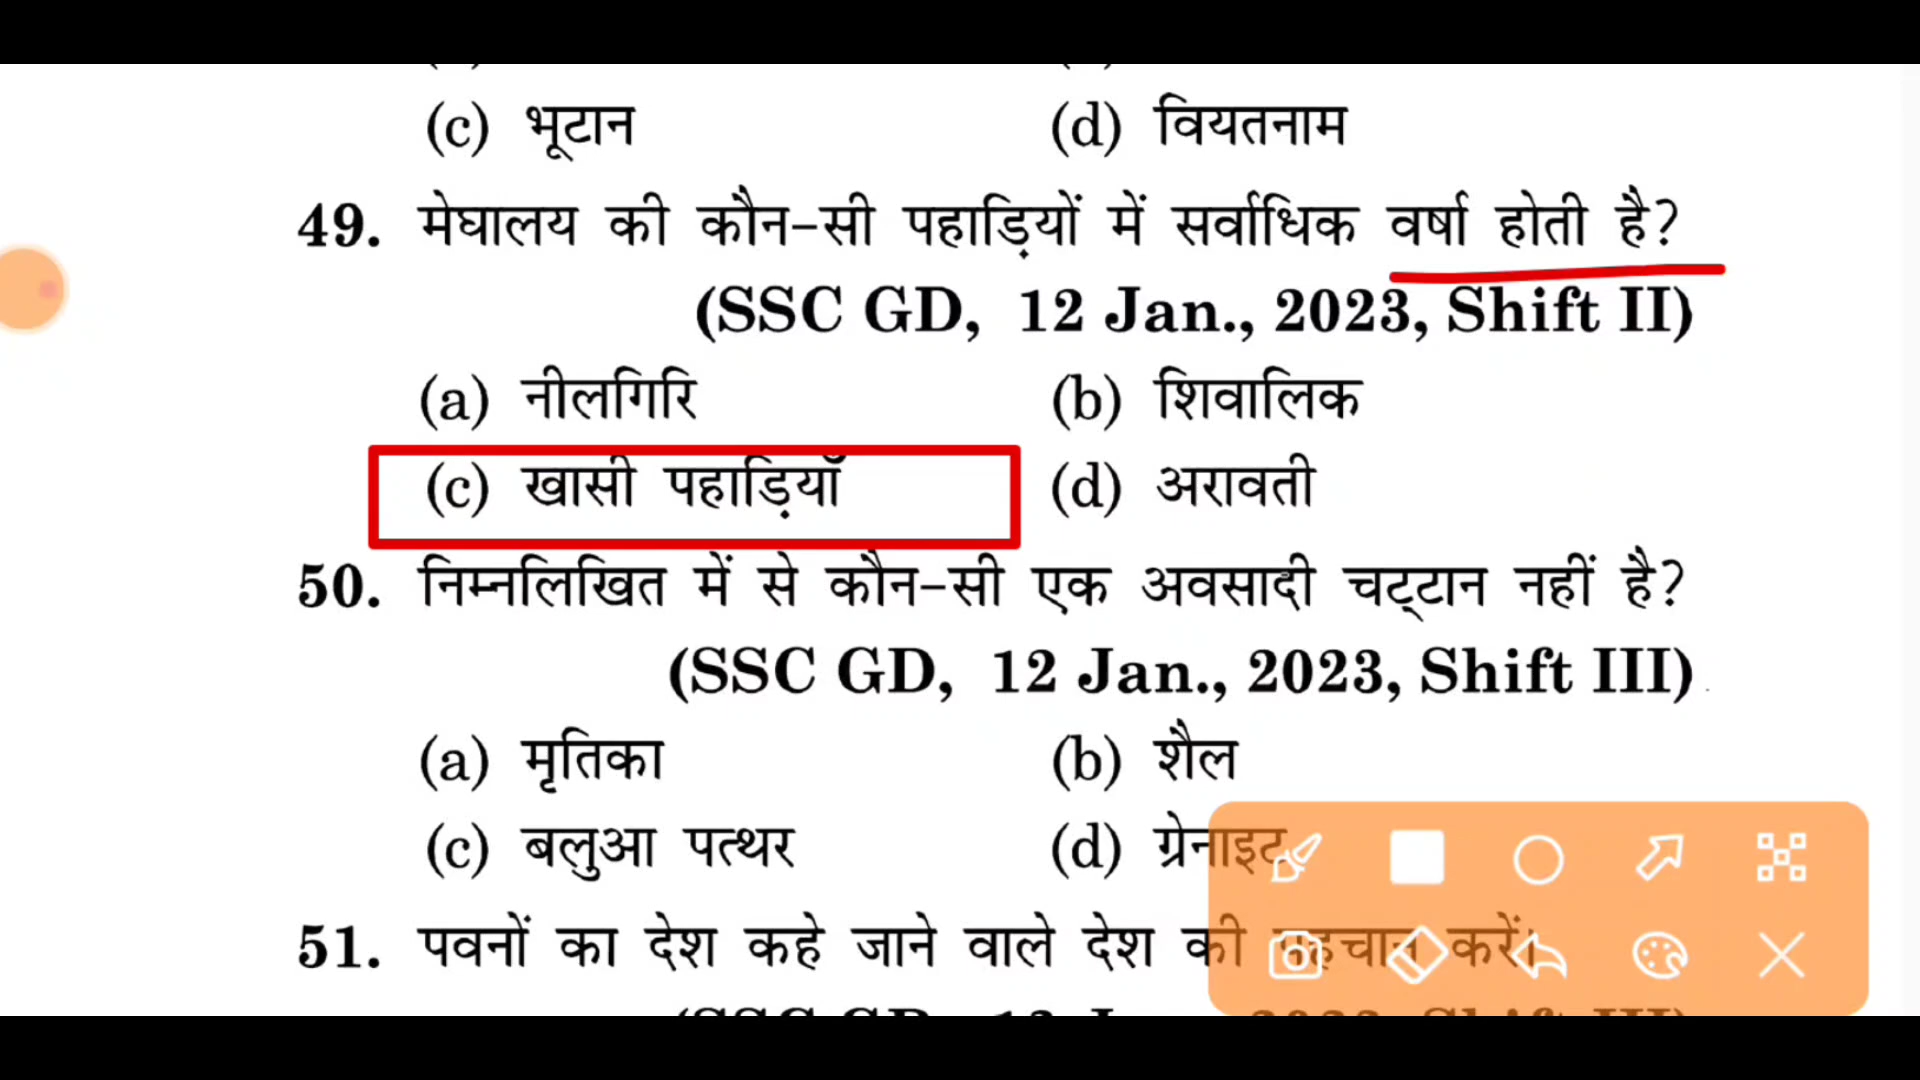 (c) भूटान (d) वियतनाम
49. मेघालय की कौन-सी पहाड़ियों में सर्वाधिक वर्षा होती है?
(SSC GD, 12 Jan., 2023, Shift II)
(a) नीलगिरि (b) शिवालिक
(c) खासी पहाड़ियाँ (d) अरावती
50. निम्नलिखित में से कौन-सी एक अवसादी चट्टान नहीं है?
(SSC GD, 12 Jan., 2023, Shift III)
(a) मृतिका (b) शैल
(c) बलुआ पत्थर (d) ग्रेनाइट
51. पवनों का देश कहे जाने वाले देश की पहचान करें।